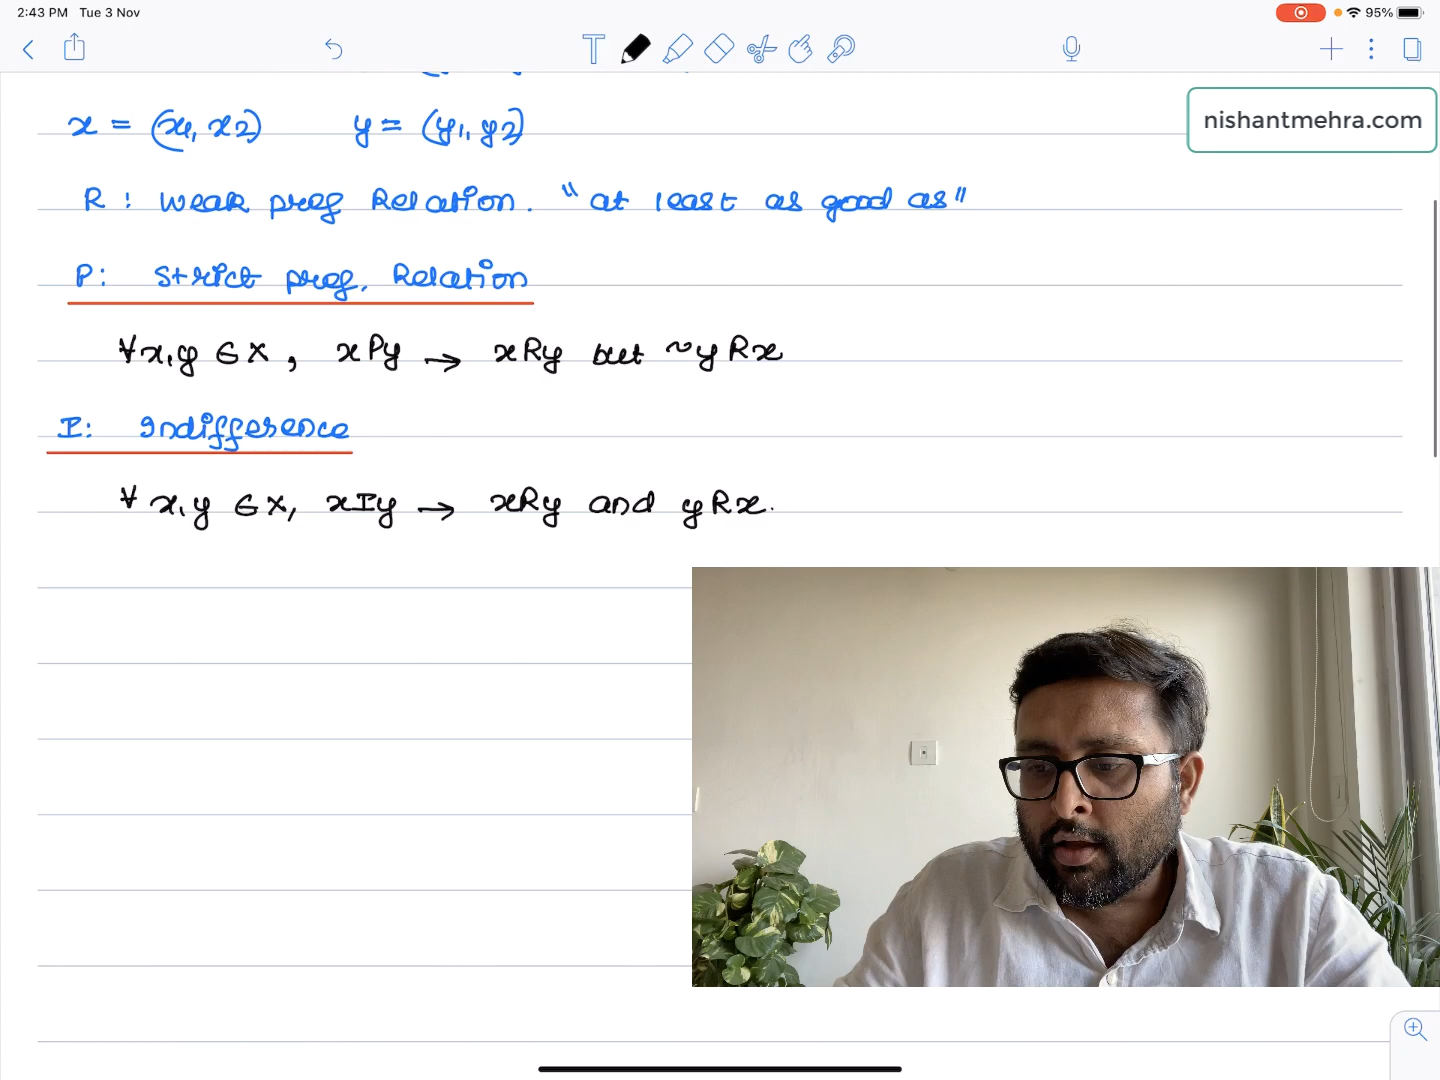 2:43 PM Tue 3 Nov
95%
T
nishantmehra.com
x = (x1, x2) y = (y1, y2)
R : Weak pref Relation. "at least as good as"
P: Strict pref. Relation
∀x,y ∈ X, xPy → xRy but ~yRx
I: Indifference
∀ x,y ∈ X, xIy → xRy and yRx.